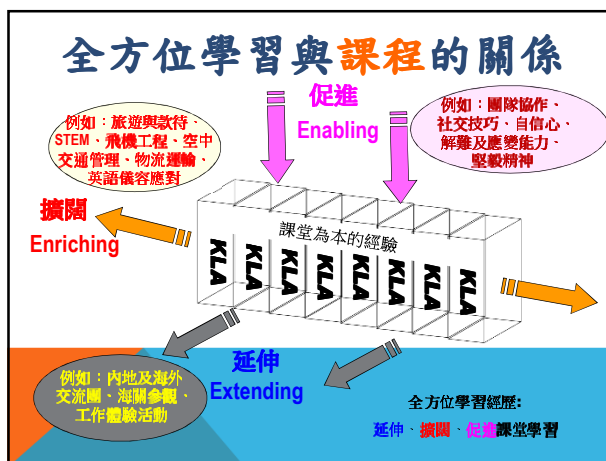 全方位學習與課程的關係
促進
Enabling
例如：旅遊與款待、
STEM、飛機工程、空中
交通管理、物流運輸、
英語儀容應對
例如：團隊協作、
社交技巧、自信心、
解難及應變能力、
堅毅精神
擴闊
Enriching
課堂為本的經驗
KLA KLA KLA KLA KLA KLA KLA KLA
延伸
Extending
例如：內地及海外
交流團、海關參觀、
工作體驗活動
全方位學習經歷:
延伸、擴闊、促進課堂學習